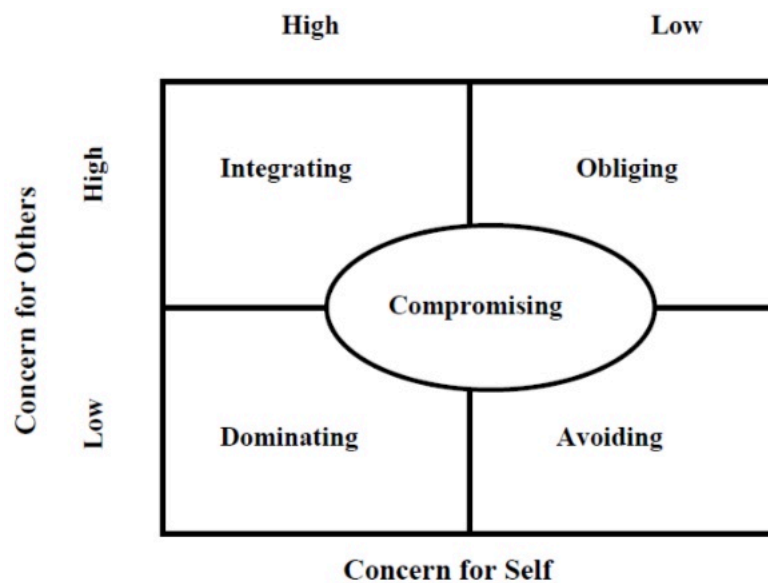 High Low
Concern for Others
High
Integrating Obliging
Compromising
Low
Dominating Avoiding
Concern for Self